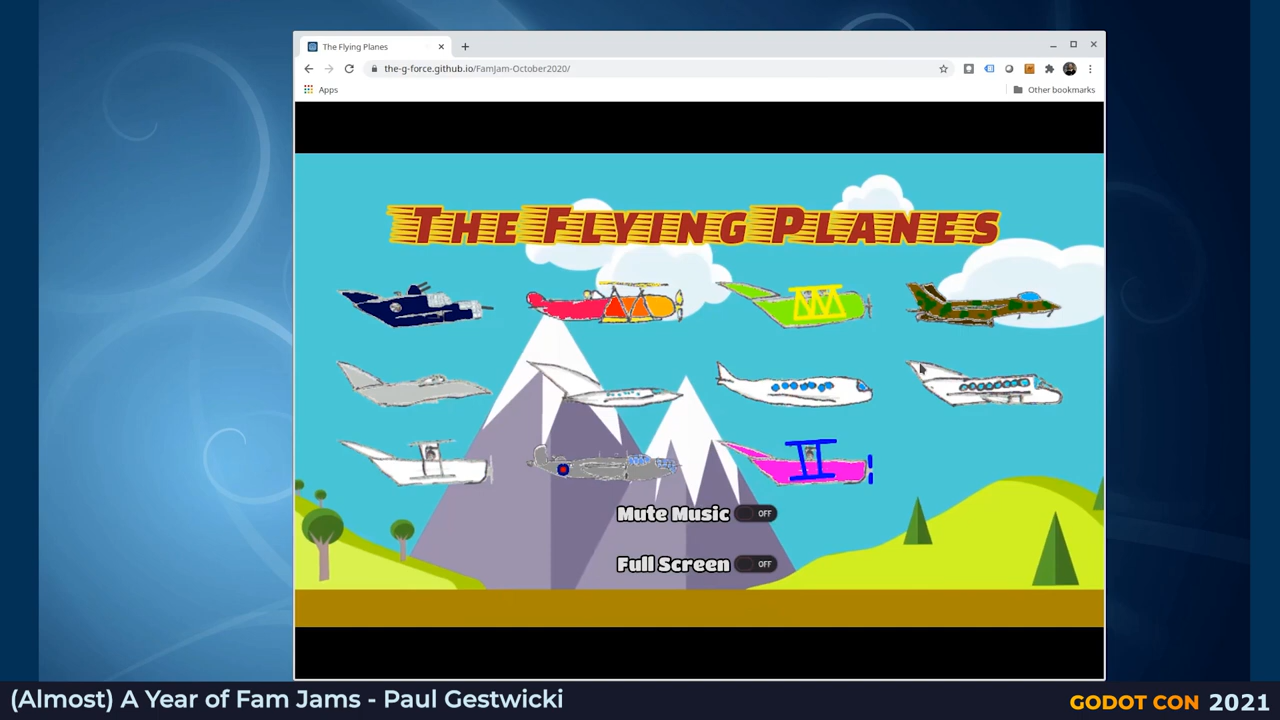 The Flying Planes
the-g-force.github.io/FamJam-October2020/
Apps
Other bookmarks
The Flying Planes
Mute Music OFF
Full Screen OFF
(Almost) A Year of Fam Jams - Paul Gestwicki
GODOT CON 2021